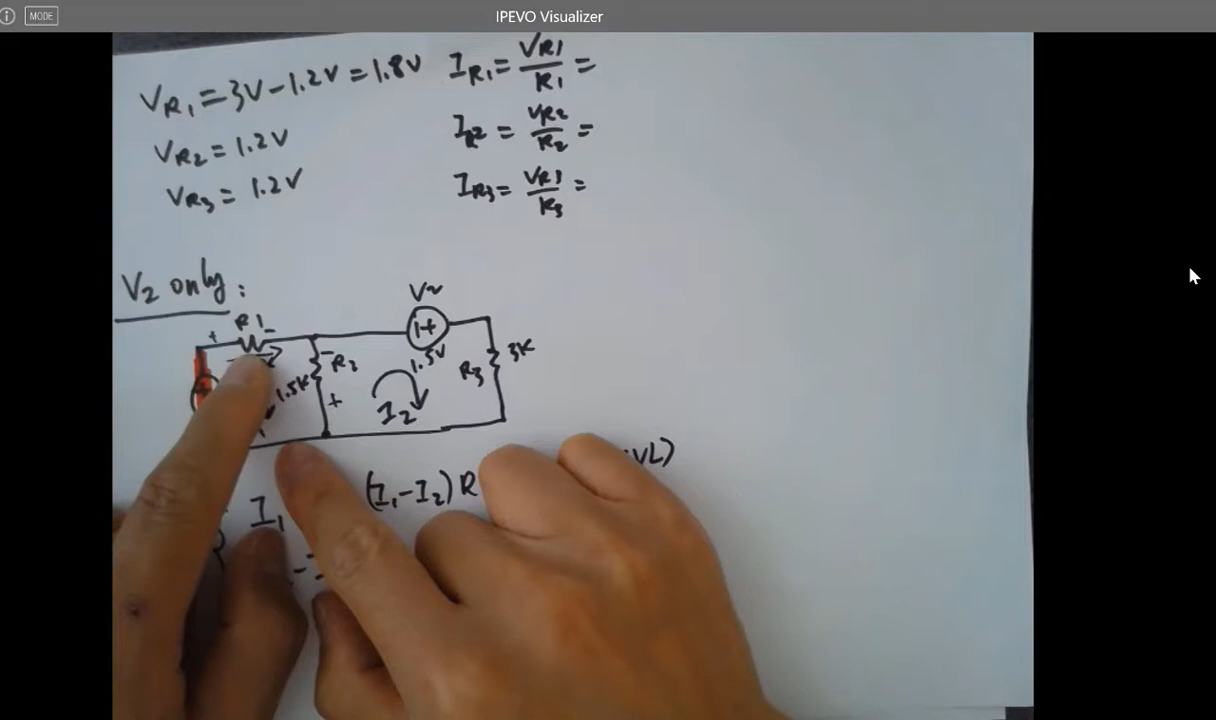 MODE
IPEVO Visualizer
VR1 = 3V - 1.2V = 1.8V
IR1 = VR1/R1 =
VR2 = 1.2V
IR2 = VR2/R2 =
VR3 = 1.2V
IR3 = VR3/R3 =
V2 only:
V2
R1
+ -
- +
1.5V
- R2
3K
R3
1.5K
+
I2
VL)
I1
(I1-I2) R